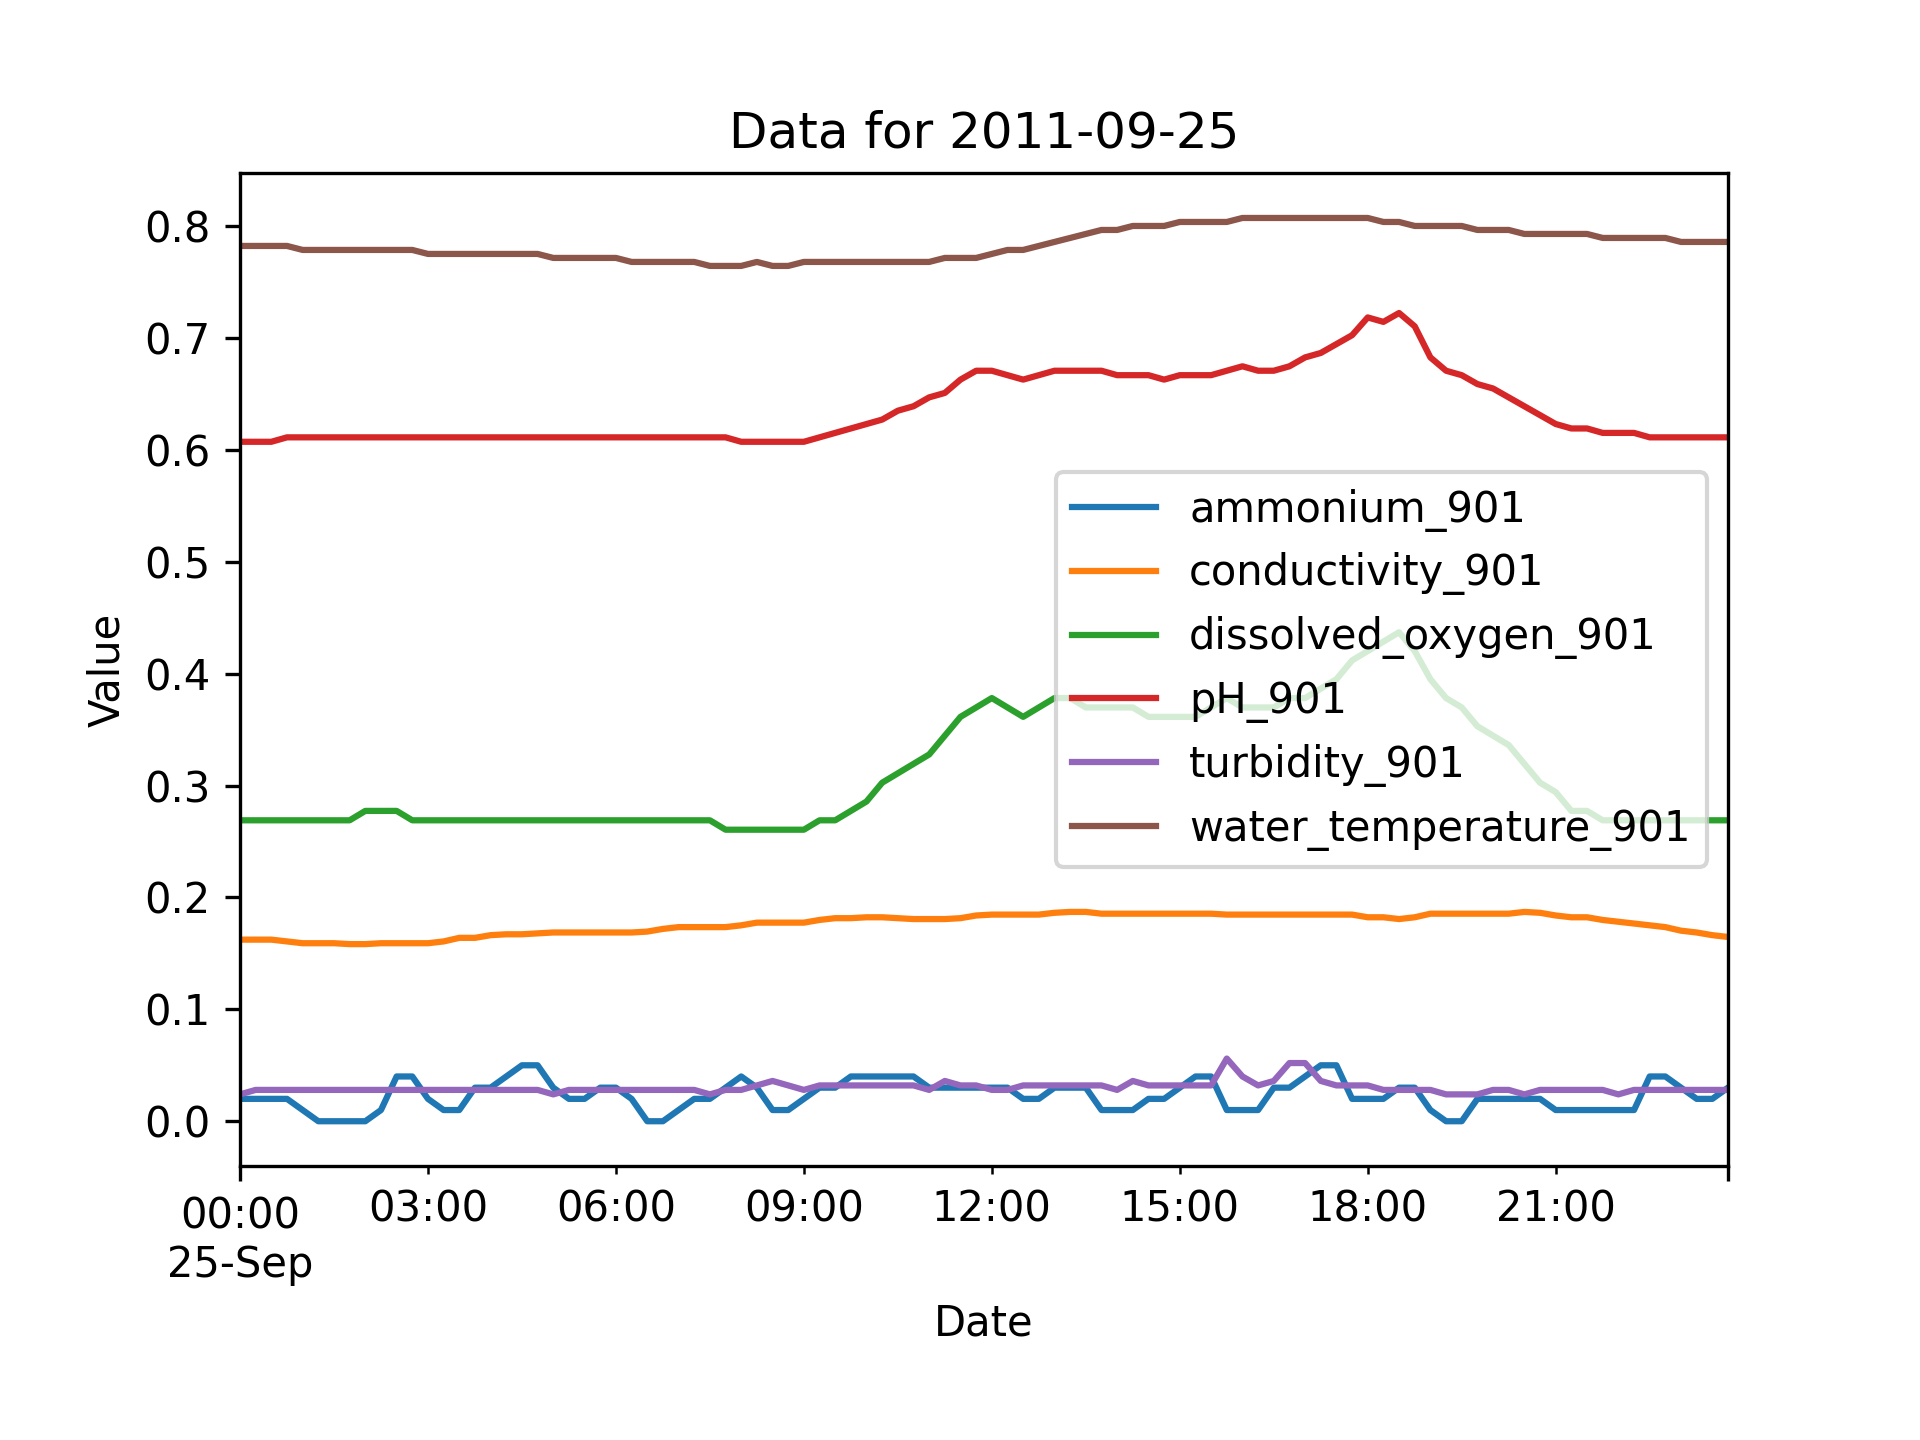 Data for 2011-09-25
0.8
0.7
0.6
0.5
0.4
0.3
0.2
0.1
0.0
Value
ammonium_901
conductivity_901
dissolved_oxygen_901
pH_901
turbidity_901
water_temperature_901
00:00 03:00 06:00 09:00 12:00 15:00 18:00 21:00
25-Sep
Date